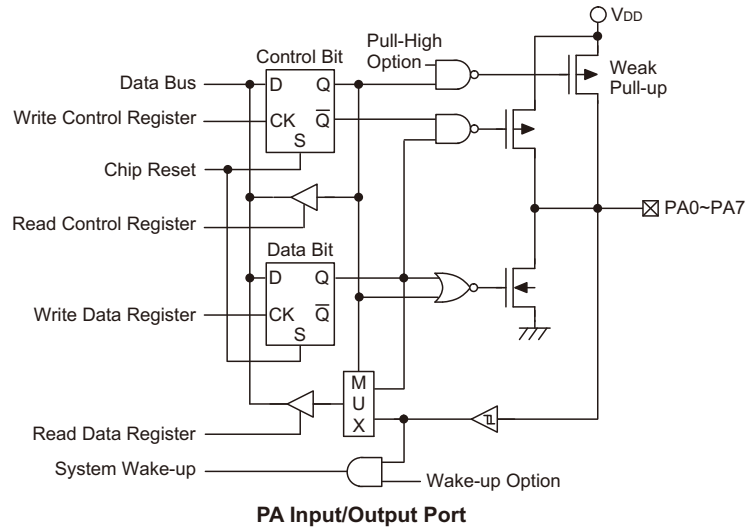 VDD
Control Bit
Pull-High
Option
Data Bus
D
Q
Weak
Pull-up
Write Control Register
CK
Q
S
Chip Reset
Read Control Register
PA0~PA7
Data Bit
D
Q
Write Data Register
CK
Q
S
M
U
X
Read Data Register
System Wake-up
Wake-up Option
PA Input/Output Port